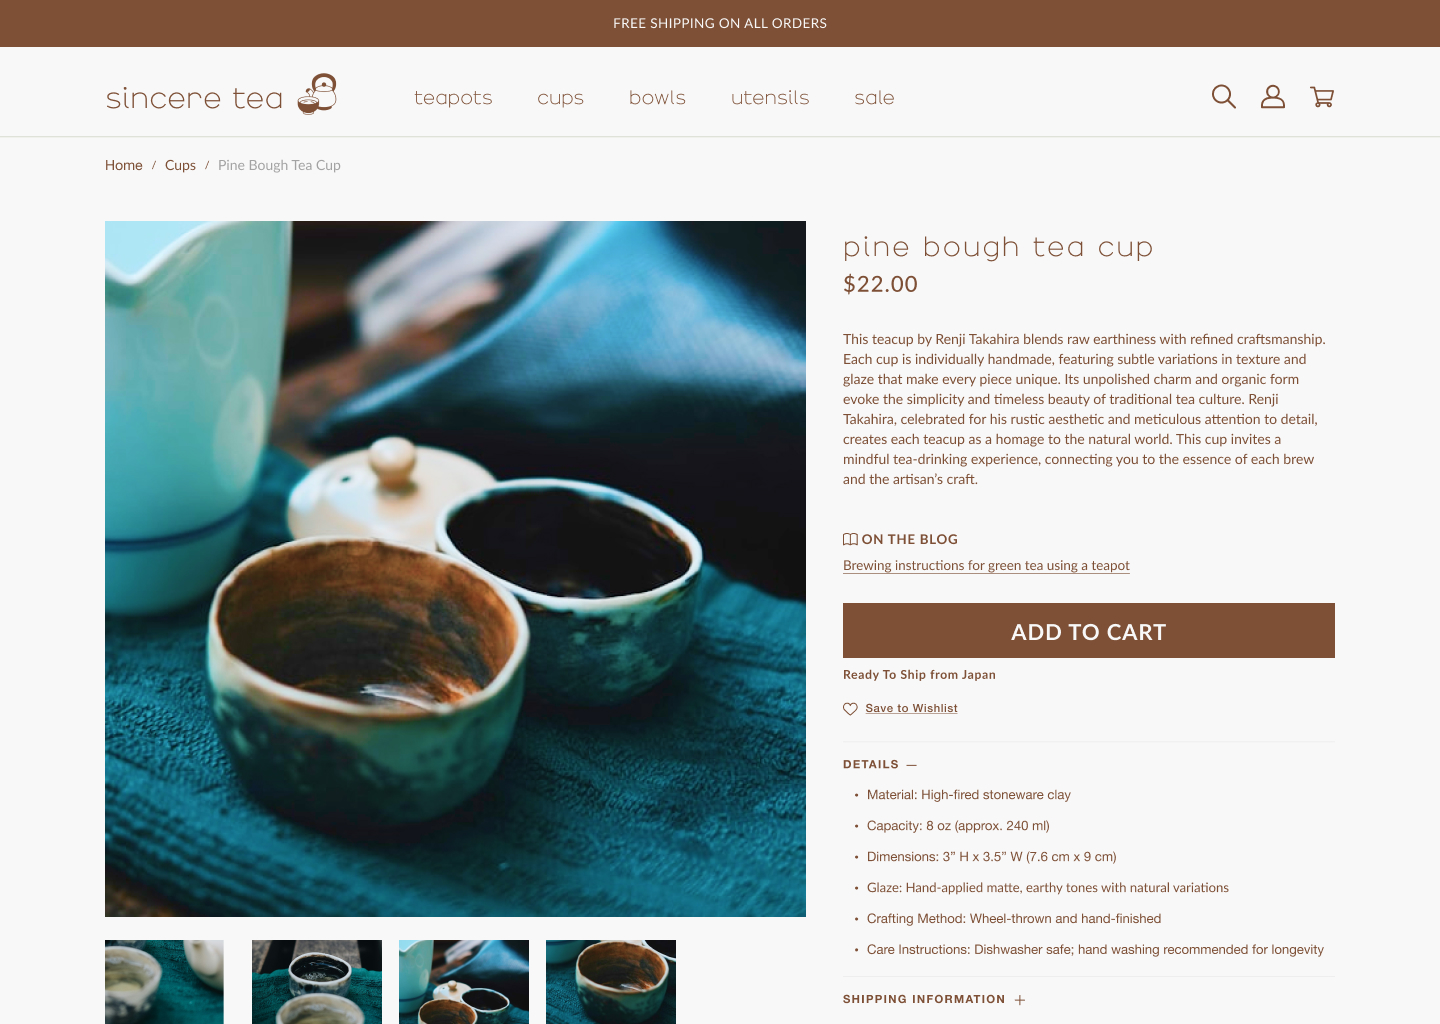 FREE SHIPPING ON ALL ORDERS
sincere tea
teapots
cups
bowls
utensils
sale
Home / Cups / Pine Bough Tea Cup
pine bough tea cup
$22.00
This teacup by Renji Takahira blends raw earthiness with refined craftsmanship.
Each cup is individually handmade, featuring subtle variations in texture and
glaze that make every piece unique. Its unpolished charm and organic form
evoke the simplicity and timeless beauty of traditional tea culture. Renji
Takahira, celebrated for his rustic aesthetic and meticulous attention to detail,
creates each teacup as a homage to the natural world. This cup invites a
mindful tea-drinking experience, connecting you to the essence of each brew
and the artisan’s craft.
ON THE BLOG
Brewing instructions for green tea using a teapot
ADD TO CART
Ready To Ship from Japan
Save to Wishlist
DETAILS —
• Material: High-fired stoneware clay
• Capacity: 8 oz (approx. 240 ml)
• Dimensions: 3” H x 3.5” W (7.6 cm x 9 cm)
• Glaze: Hand-applied matte, earthy tones with natural variations
• Crafting Method: Wheel-thrown and hand-finished
• Care Instructions: Dishwasher safe; hand washing recommended for longevity
SHIPPING INFORMATION +